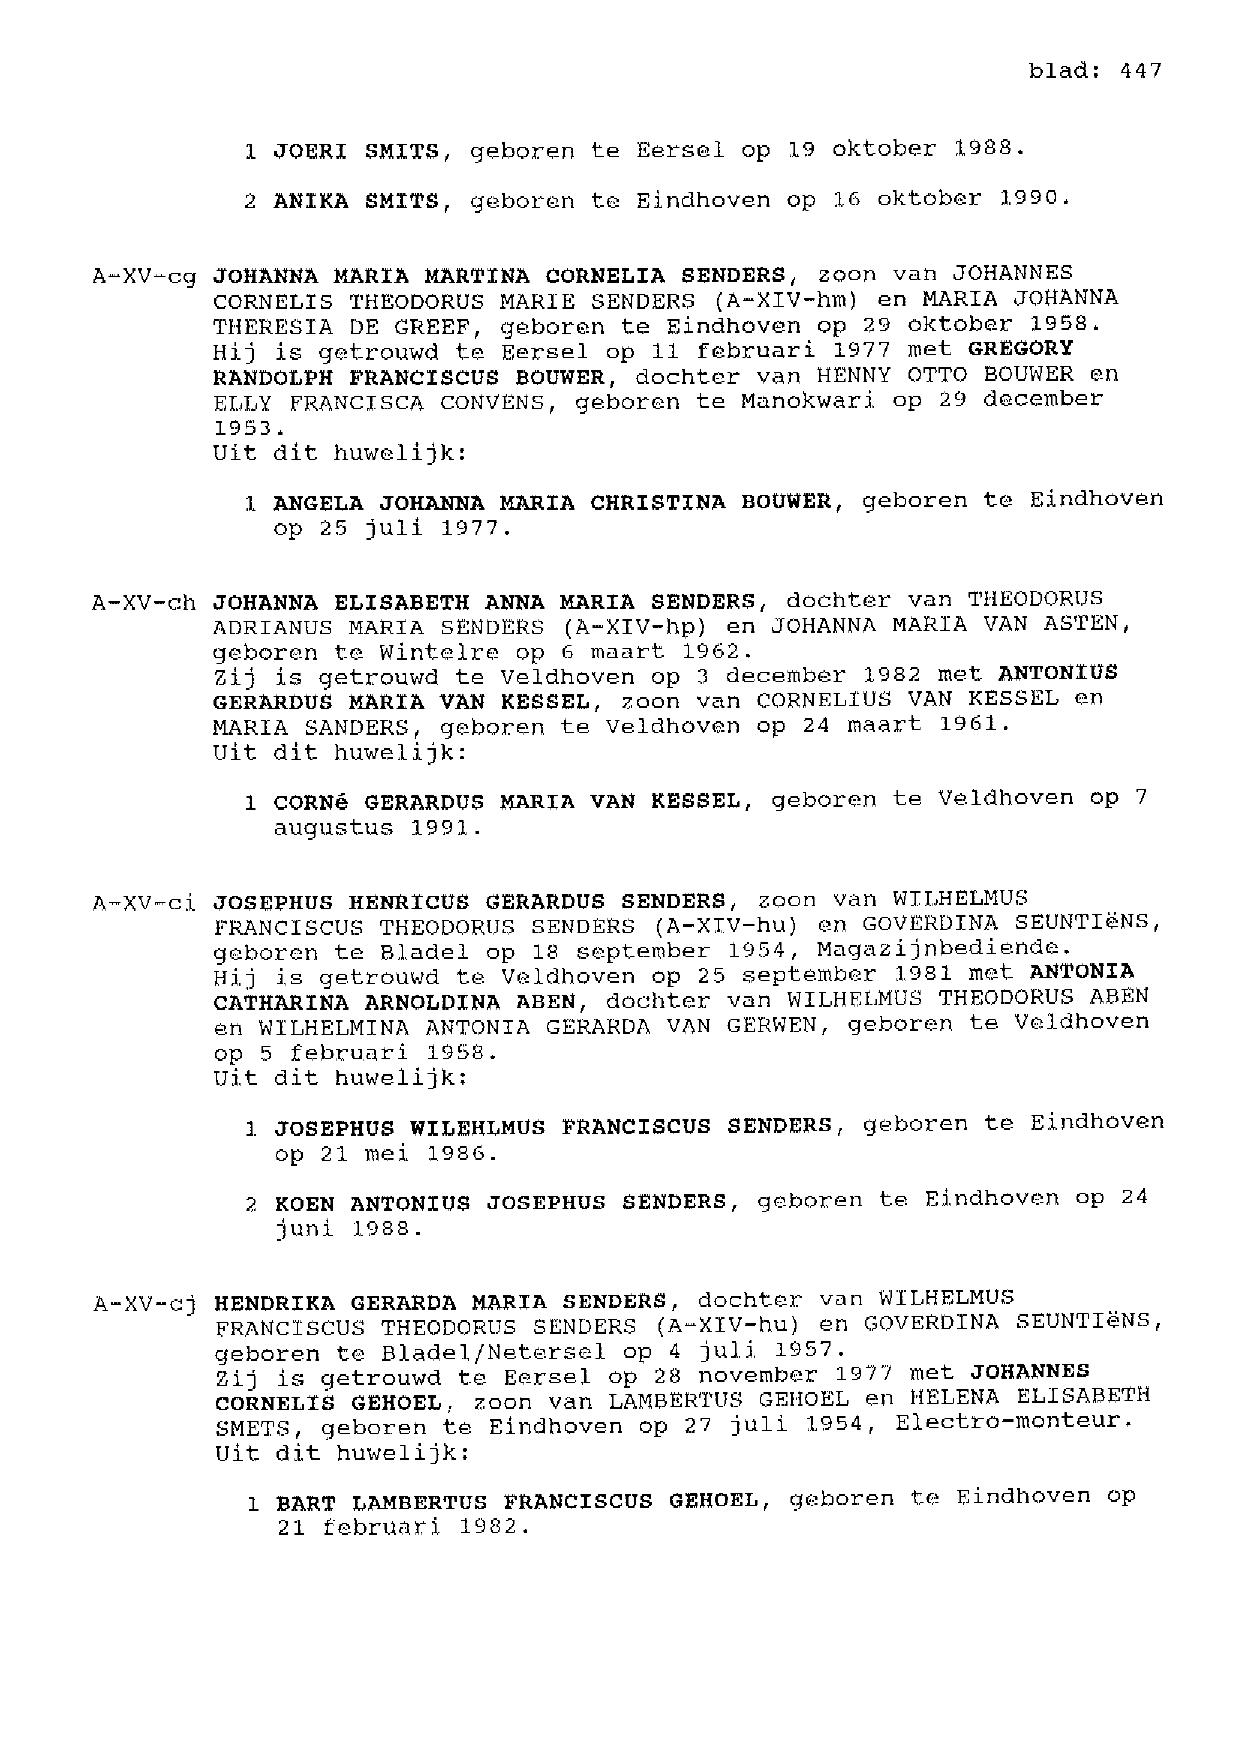 blad: 447
1 JOERI SMITS, geboren te Eersel op 19 oktober 1988.
2 ANIKA SMITS, geboren te Eindhoven op 16 oktober 1990.
A-XV-cg JOHANNA MARIA MARTINA CORNELIA SENDERS, zoon van JOHANNES
CORNELIS THEODORUS MARIE SENDERS (A-XIV-hm) en MARIA JOHANNA
THERESIA DE GREEF, geboren te Eindhoven op 29 oktober 1958.
Hij is getrouwd te Eersel op 11 februari 1977 met GREGORY
RANDOLPH FRANCISCUS BOUWER, dochter van HENNY OTTO BOUWER en
ELLY FRANCISCA CONVENS, geboren te Manokwari op 29 december
1953.
Uit dit huwelijk:
1 ANGELA JOHANNA MARIA CHRISTINA BOUWER, geboren te Eindhoven
op 25 juli 1977.
A-XV-ch JOHANNA ELISABETH ANNA MARIA SENDERS, dochter van THEODORUS
ADRIANUS MARIA SENDERS (A-XIV-hp) en JOHANNA MARIA VAN ASTEN,
geboren te Wintelre op 6 maart 1962.
Zij is getrouwd te Veldhoven op 3 december 1982 met ANTONIUS
GERARDUS MARIA VAN KESSEL, zoon van CORNELIUS VAN KESSEL en
MARIA SANDERS, geboren te Veldhoven op 24 maart 1961.
Uit dit huwelijk:
1 CORNé GERARDUS MARIA VAN KESSEL, geboren te Veldhoven op 7
augustus 1991.
A-XV-ci JOSEPHUS HENRICUS GERARDUS SENDERS, zoon van WILHELMUS
FRANCISCUS THEODORUS SENDERS (A-XIV-hu) en GOVERDINA SEUNTIëNS,
geboren te Bladel op 18 september 1954, Magazijnbediende.
Hij is getrouwd te Veldhoven op 25 september 1981 met ANTONIA
CATHARINA ARNOLDINA ABEN, dochter van WILHELMUS THEODORUS ABEN
en WILHELMINA ANTONIA GERARDA VAN GERWEN, geboren te Veldhoven
op 5 februari 1958.
Uit dit huwelijk:
1 JOSEPHUS WILEHLMUS FRANCISCUS SENDERS, geboren te Eindhoven
op 21 mei 1986.
2 KOEN ANTONIUS JOSEPHUS SENDERS, geboren te Eindhoven op 24
juni 1988.
A-XV-cj HENDRIKA GERARDA MARIA SENDERS, dochter van WILHELMUS
FRANCISCUS THEODORUS SENDERS (A-XIV-hu) en GOVERDINA SEUNTIëNS,
geboren te Bladel/Netersel op 4 juli 1957.
Zij is getrouwd te Eersel op 28 november 1977 met JOHANNES
CORNELIS GEHOEL, zoon van LAMBERTUS GEHOEL en HELENA ELISABETH
SMETS, geboren te Eindhoven op 27 juli 1954, Electro-monteur.
Uit dit huwelijk:
1 BART LAMBERTUS FRANCISCUS GEHOEL, geboren te Eindhoven op
21 februari 1982.